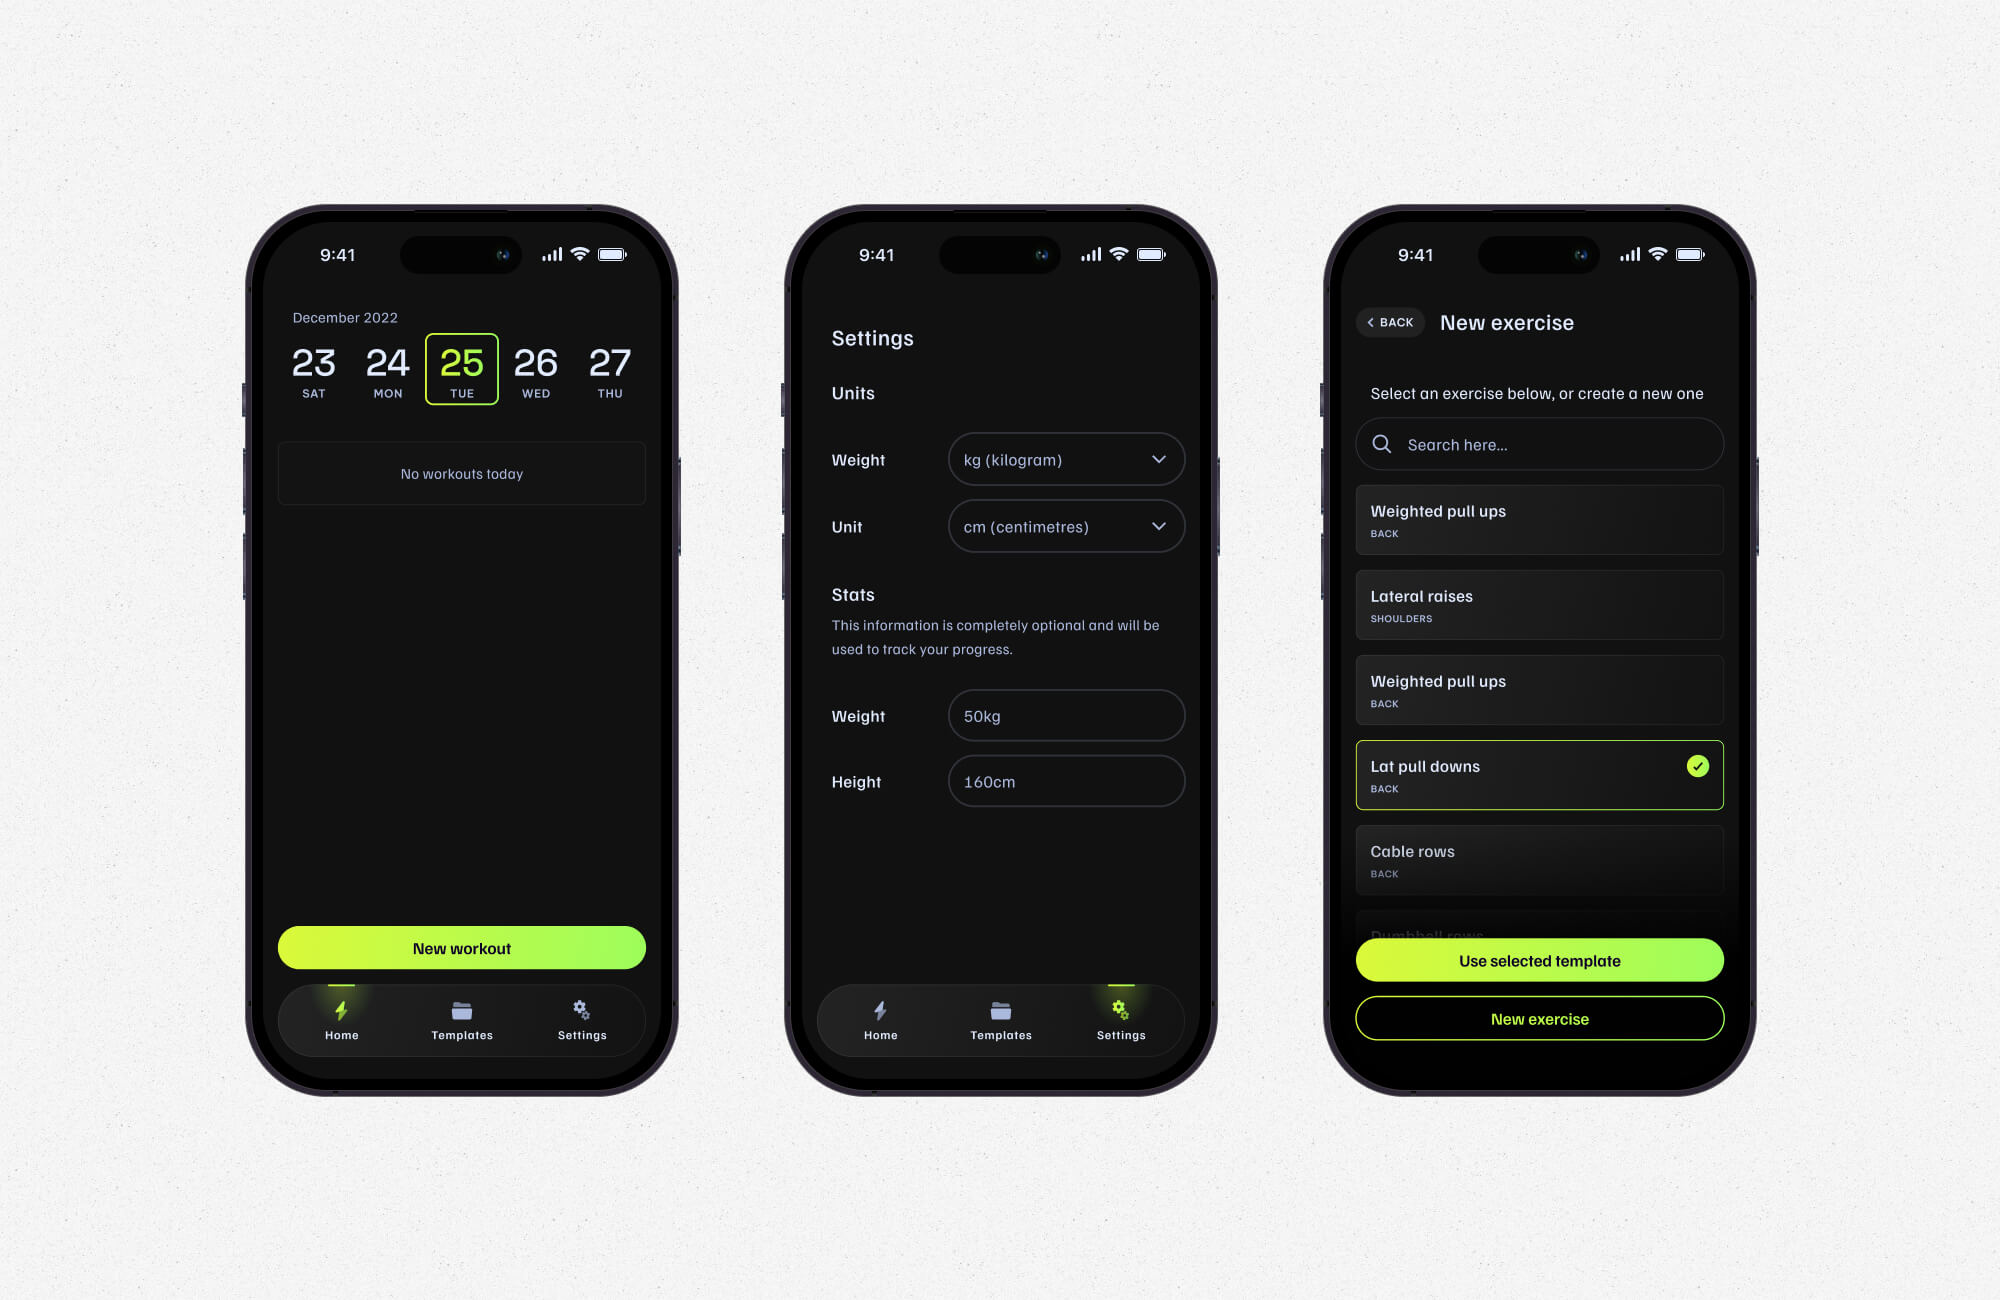 9:41
December 2022
23 24 25 26 27
SAT MON TUE WED THU
No workouts today
New workout
Home Templates Settings
9:41
Settings
Units
Weight kg (kilogram)
Unit cm (centimetres)
Stats
This information is completely optional and will be
used to track your progress.
Weight 50kg
Height 160cm
Home Templates Settings
9:41
BACK New exercise
Select an exercise below, or create a new one
Search here...
Weighted pull ups
BACK
Lateral raises
SHOULDERS
Weighted pull ups
BACK
Lat pull downs
BACK
Cable rows
BACK
Dumbbell rows
Use selected template
New exercise